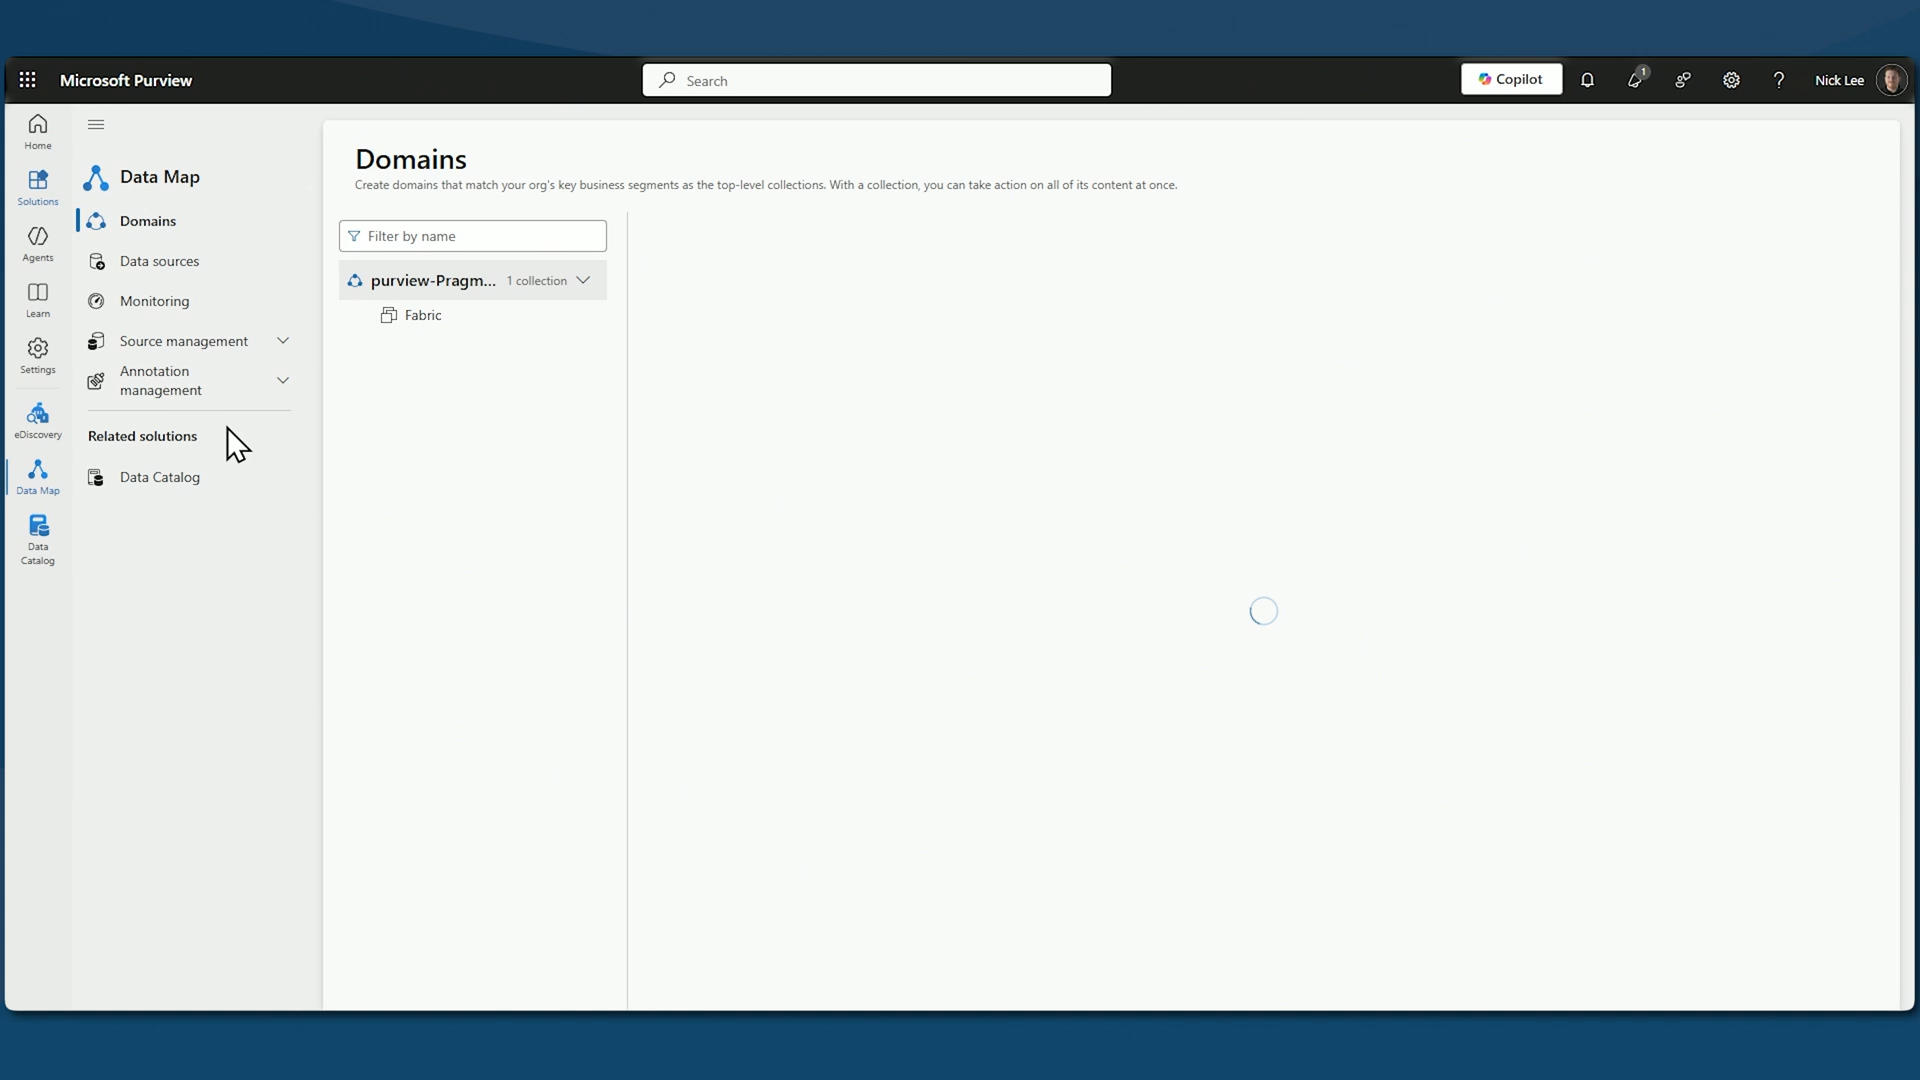 Microsoft Purview
Search
Copilot
1
Nick Lee
Home
Solutions
Agents
Learn
Settings
eDiscovery
Data Map
Data
Catalog
Data Map
Domains
Data sources
Monitoring
Source management
Annotation
management
Related solutions
Data Catalog
Domains
Create domains that match your org's key business segments as the top-level collections. With a collection, you can take action on all of its content at once.
Filter by name
purview-Pragm... 1 collection
Fabric